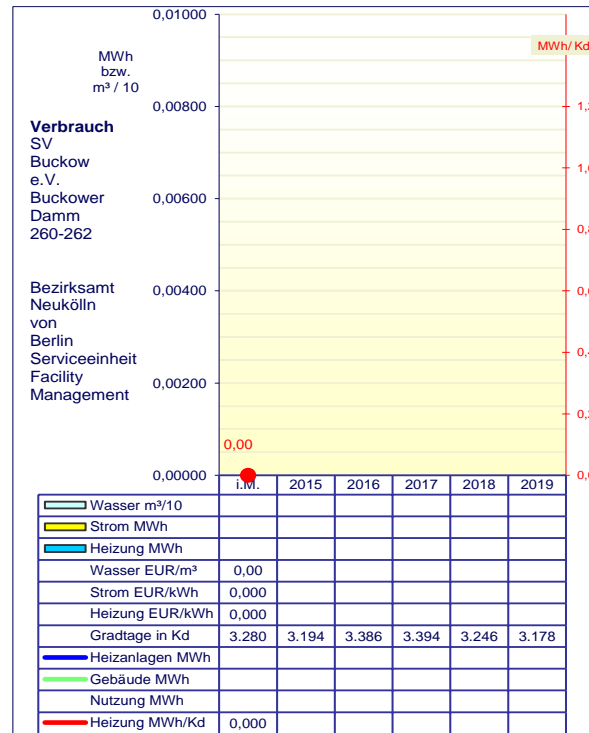 MWh
bzw.
m³ / 10
Verbrauch
SV
Buckow
e.V.
Buckower
Damm
260-262
Bezirksamt
Neukölln
von
Berlin
Serviceeinheit
Facility
Management
0,01000
0,00800
0,00600
0,00400
0,00200
0,00000
MWh/Kd
0,00
i.M. 2015 2016 2017 2018 2019
Wasser m³/10
Strom MWh
Heizung MWh
Wasser EUR/m³ 0,00
Strom EUR/kWh 0,000
Heizung EUR/kWh 0,000
Gradtage in Kd 3.280 3.194 3.386 3.394 3.246 3.178
Heizanlagen MWh
Gebäude MWh
Nutzung MWh
Heizung MWh/Kd 0,000